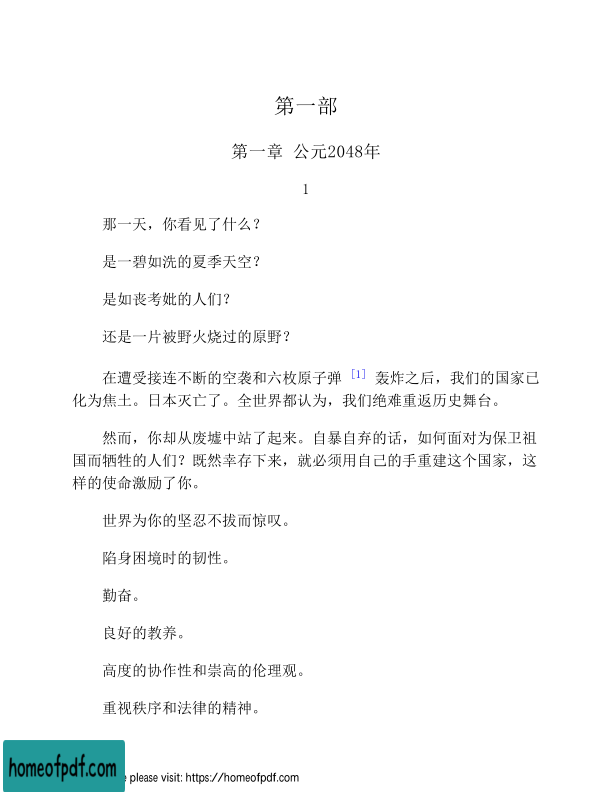 第一部
第一章 公元2048年
1
那一天，你看见了什么？
是一碧如洗的夏季天空？
是如丧考妣的人们？
还是一片被野火烧过的原野？
在遭受接连不断的空袭和六枚原子弹 [1] 轰炸之后，我们的国家已
化为焦土。日本灭亡了。全世界都认为，我们绝难重返历史舞台。
然而，你却从废墟中站了起来。自暴自弃的话，如何面对为保卫祖
国而牺牲的人们？既然幸存下来，就必须用自己的手重建这个国家，这
样的使命激励了你。
世界为你的坚忍不拔而惊叹。
陷身困境时的韧性。
勤奋。
良好的教养。
高度的协作性和崇高的伦理观。
重视秩序和法律的精神。
homeofpdf.com
e please visit: https://homeofpdf.com